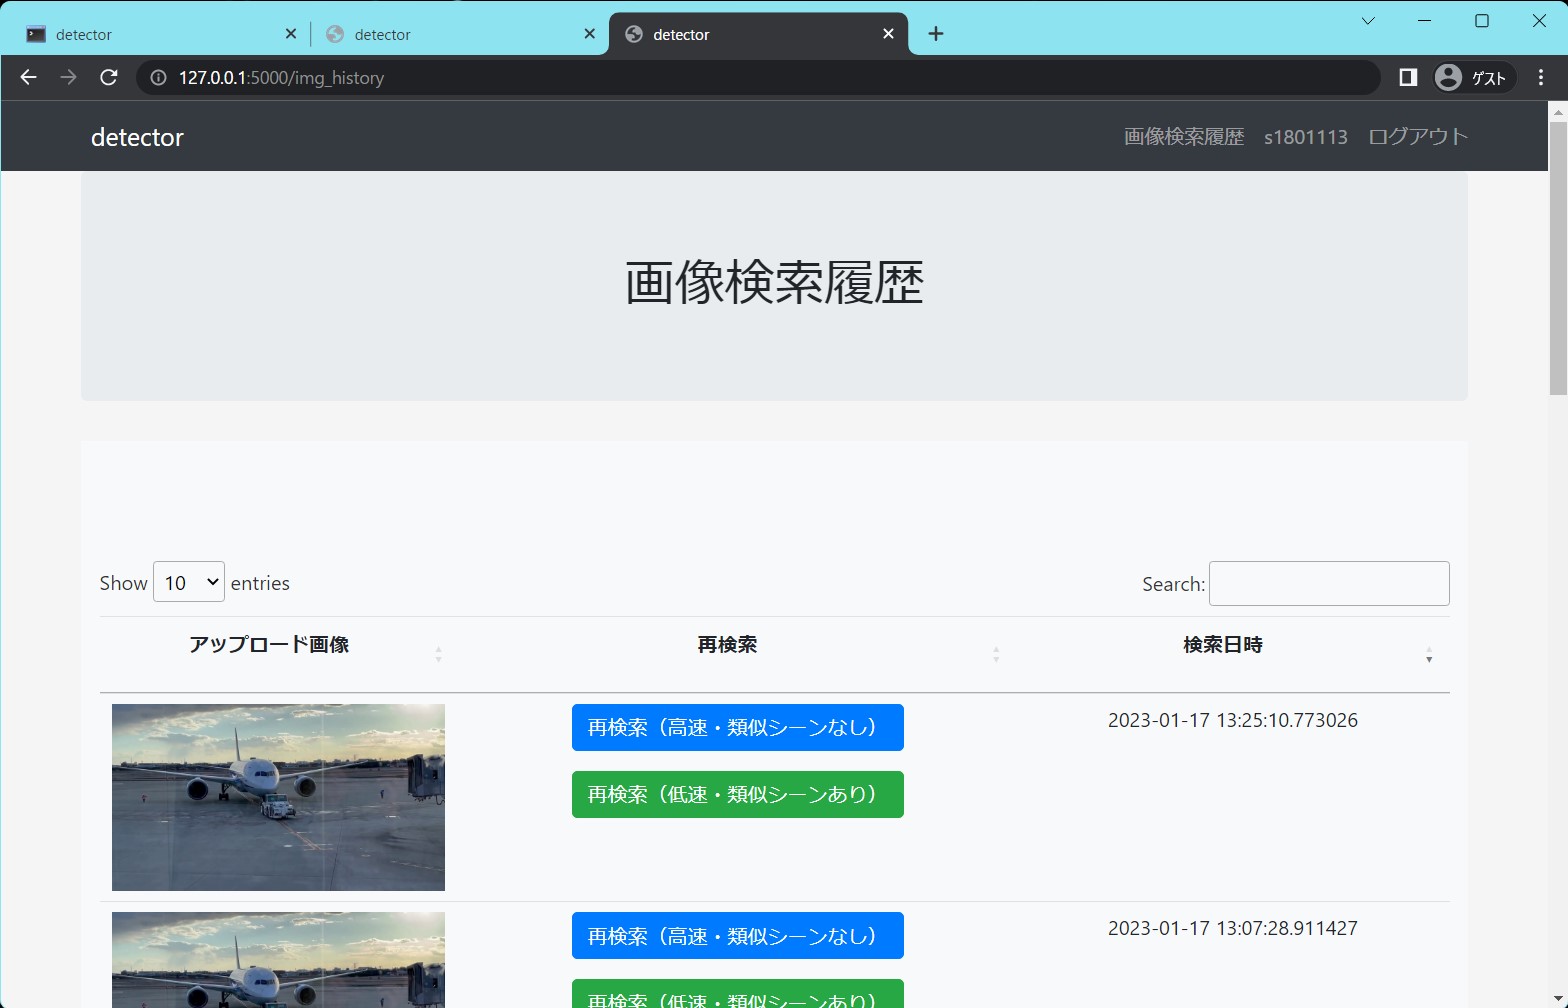 detector
detector
detector
127.0.0.1:5000/img_history
ゲスト
detector
画像検索履歴 s1801113 ログアウト
画像検索履歴
Show 10 entries
Search:
アップロード画像 再検索 検索日時
再検索（高速・類似シーンなし） 2023-01-17 13:25:10.773026
再検索（低速・類似シーンあり）
再検索（高速・類似シーンなし） 2023-01-17 13:07:28.911427
再検索（低速・類似シーンあり）